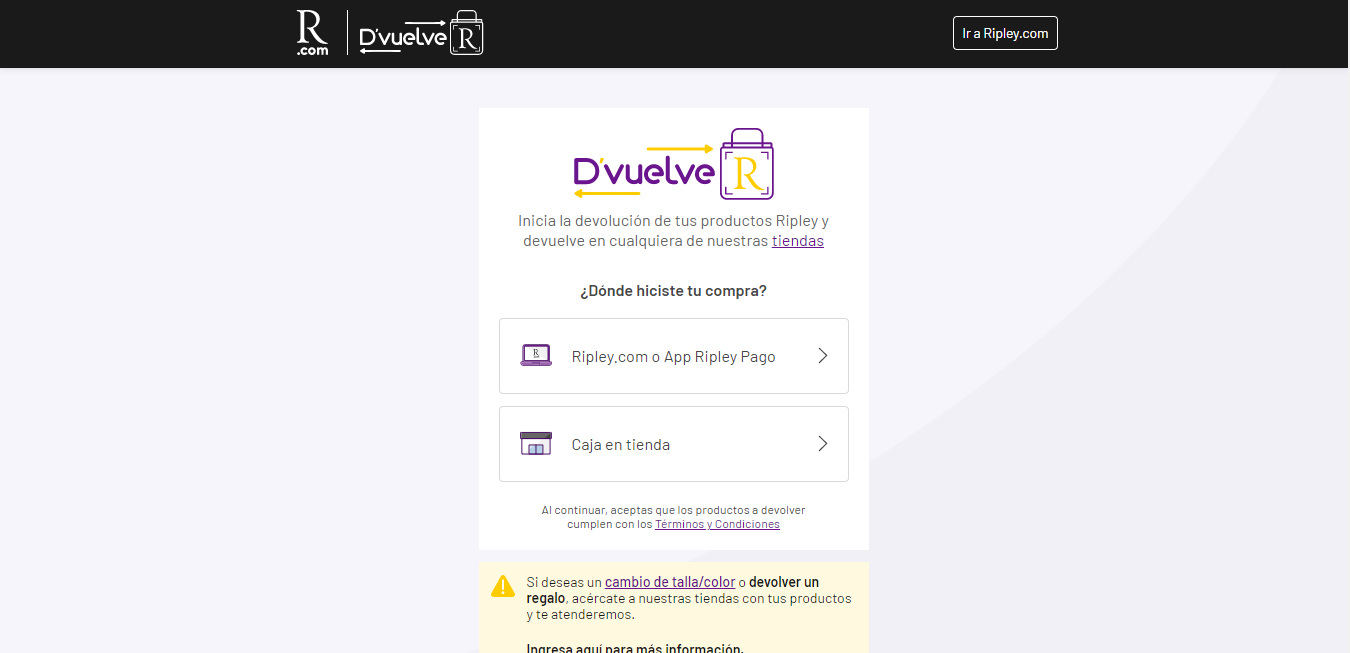 R
.com
D'vuelve R
Ir a Ripley.com
D'vuelve R
Inicia la devolución de tus productos Ripley y
devuelve en cualquiera de nuestras tiendas
¿Dónde hiciste tu compra?
R
Ripley.com o App Ripley Pago
Caja en tienda
Al continuar, aceptas que los productos a devolver
cumplen con los Términos y Condiciones
Si deseas un cambio de talla/color o devolver un
regalo, acércate a nuestras tiendas con tus productos
y te atenderemos.
Ingresa aquí para más información.